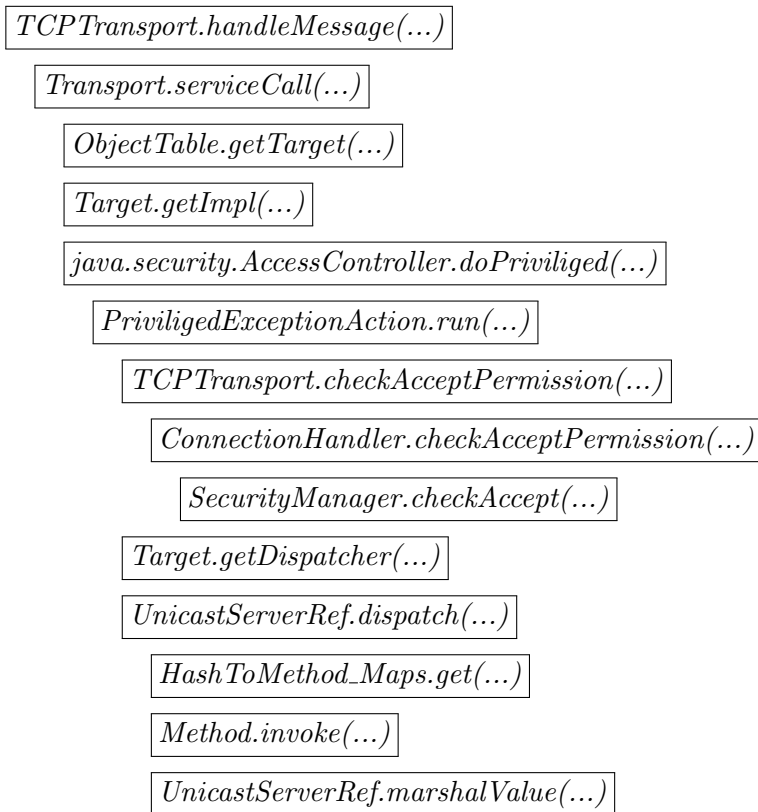 TCPTransport.handleMessage(...)
Transport.serviceCall(...)
ObjectTable.getTarget(...)
Target.getImpl(...)
java.security.AccessController.doPriviliged(...)
PriviligedExceptionAction.run(...)
TCPTransport.checkAcceptPermission(...)
ConnectionHandler.checkAcceptPermission(...)
SecurityManager.checkAccept(...)
Target.getDispatcher(...)
UnicastServerRef.dispatch(...)
HashToMethod_Maps.get(...)
Method.invoke(...)
UnicastServerRef.marshalValue(...)